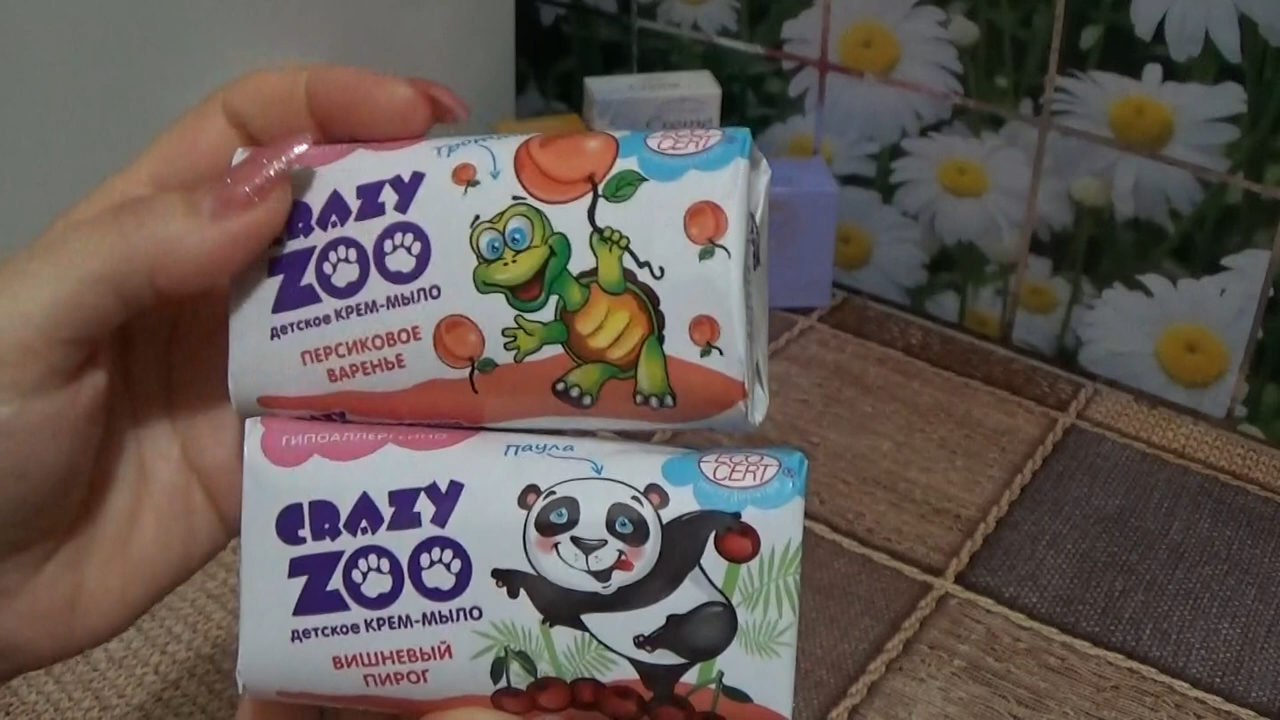 Creme
ECO
CERT
CRAZY
ZOO
детское КРЕМ-МЫЛО
ПЕРСИКОВОЕ
ВАРЕНЬЕ
ГИПОАЛЛЕРГЕННО
Паула
ECO
CERT
CRAZY
ZOO
детское КРЕМ-МЫЛО
ВИШНЕВЫЙ
ПИРОГ